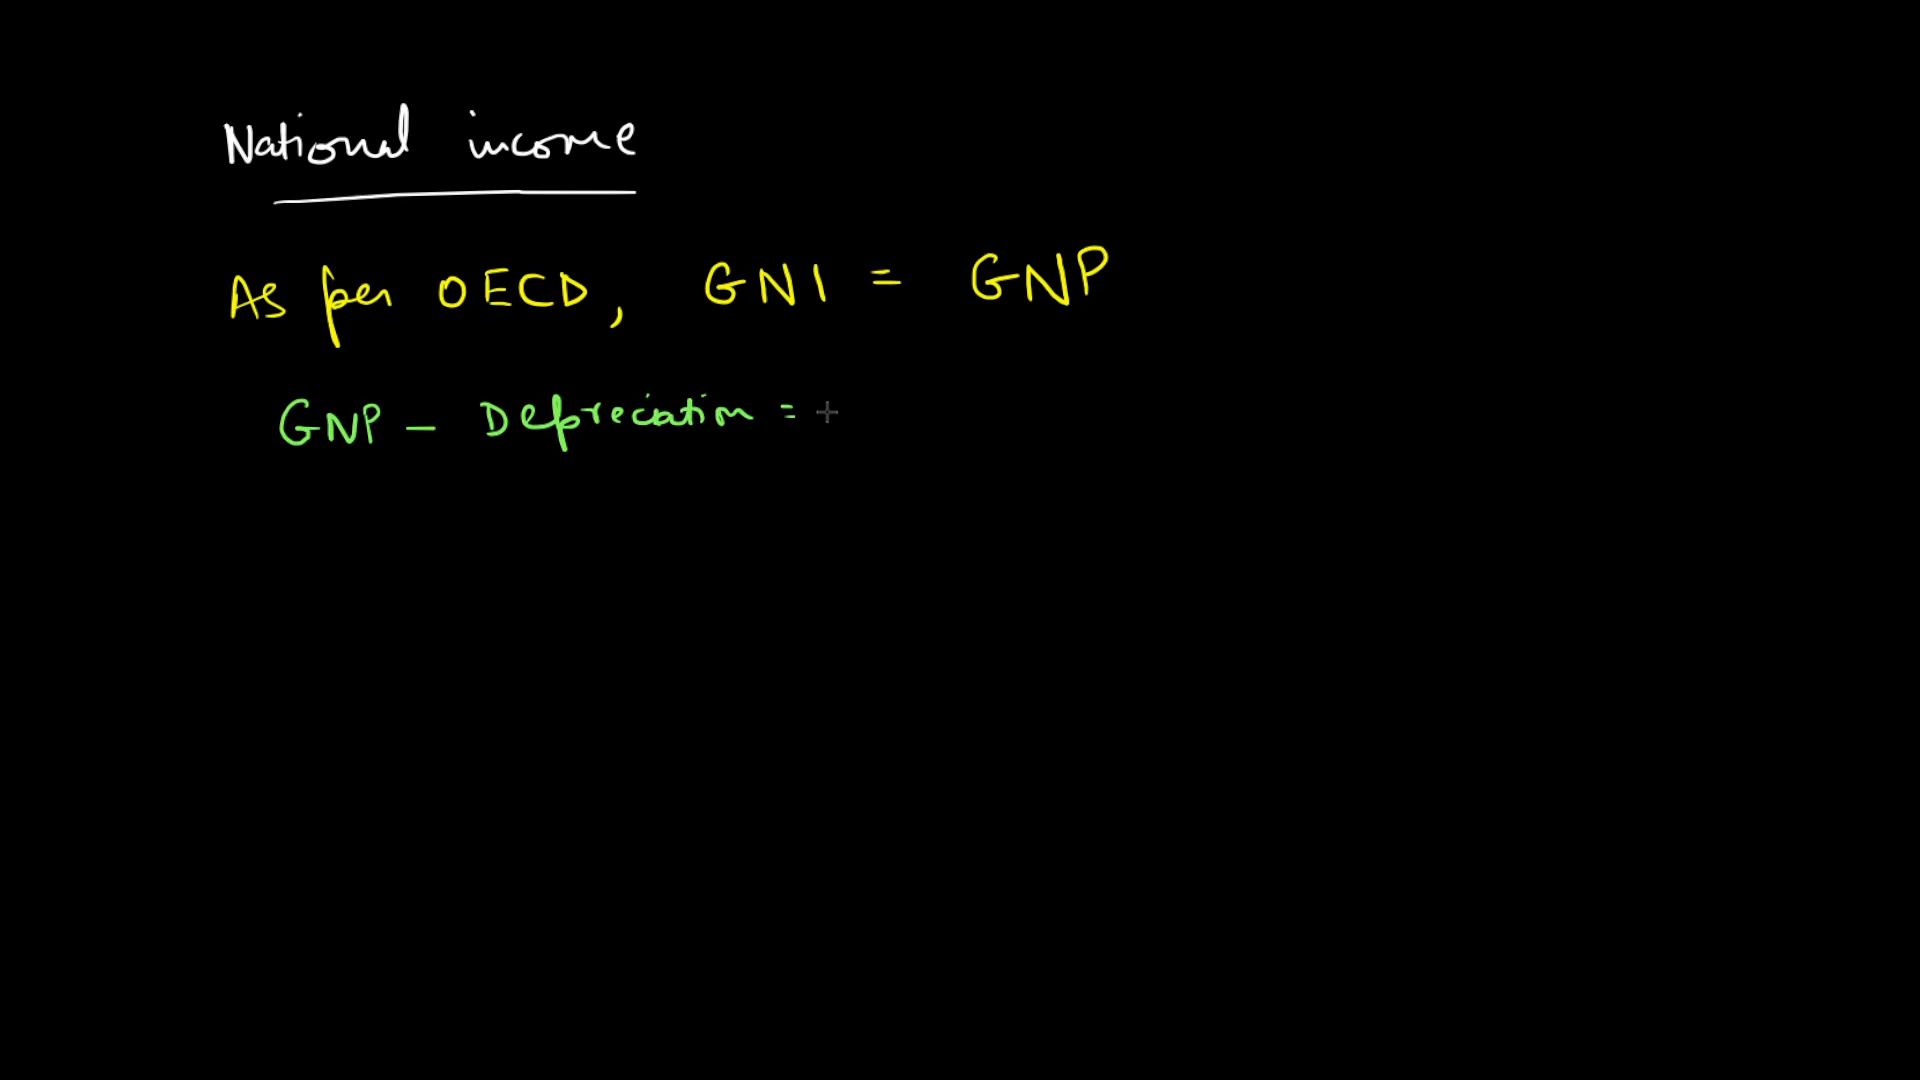 National income
As per OECD, GNI = GNP
GNP - Depreciation =